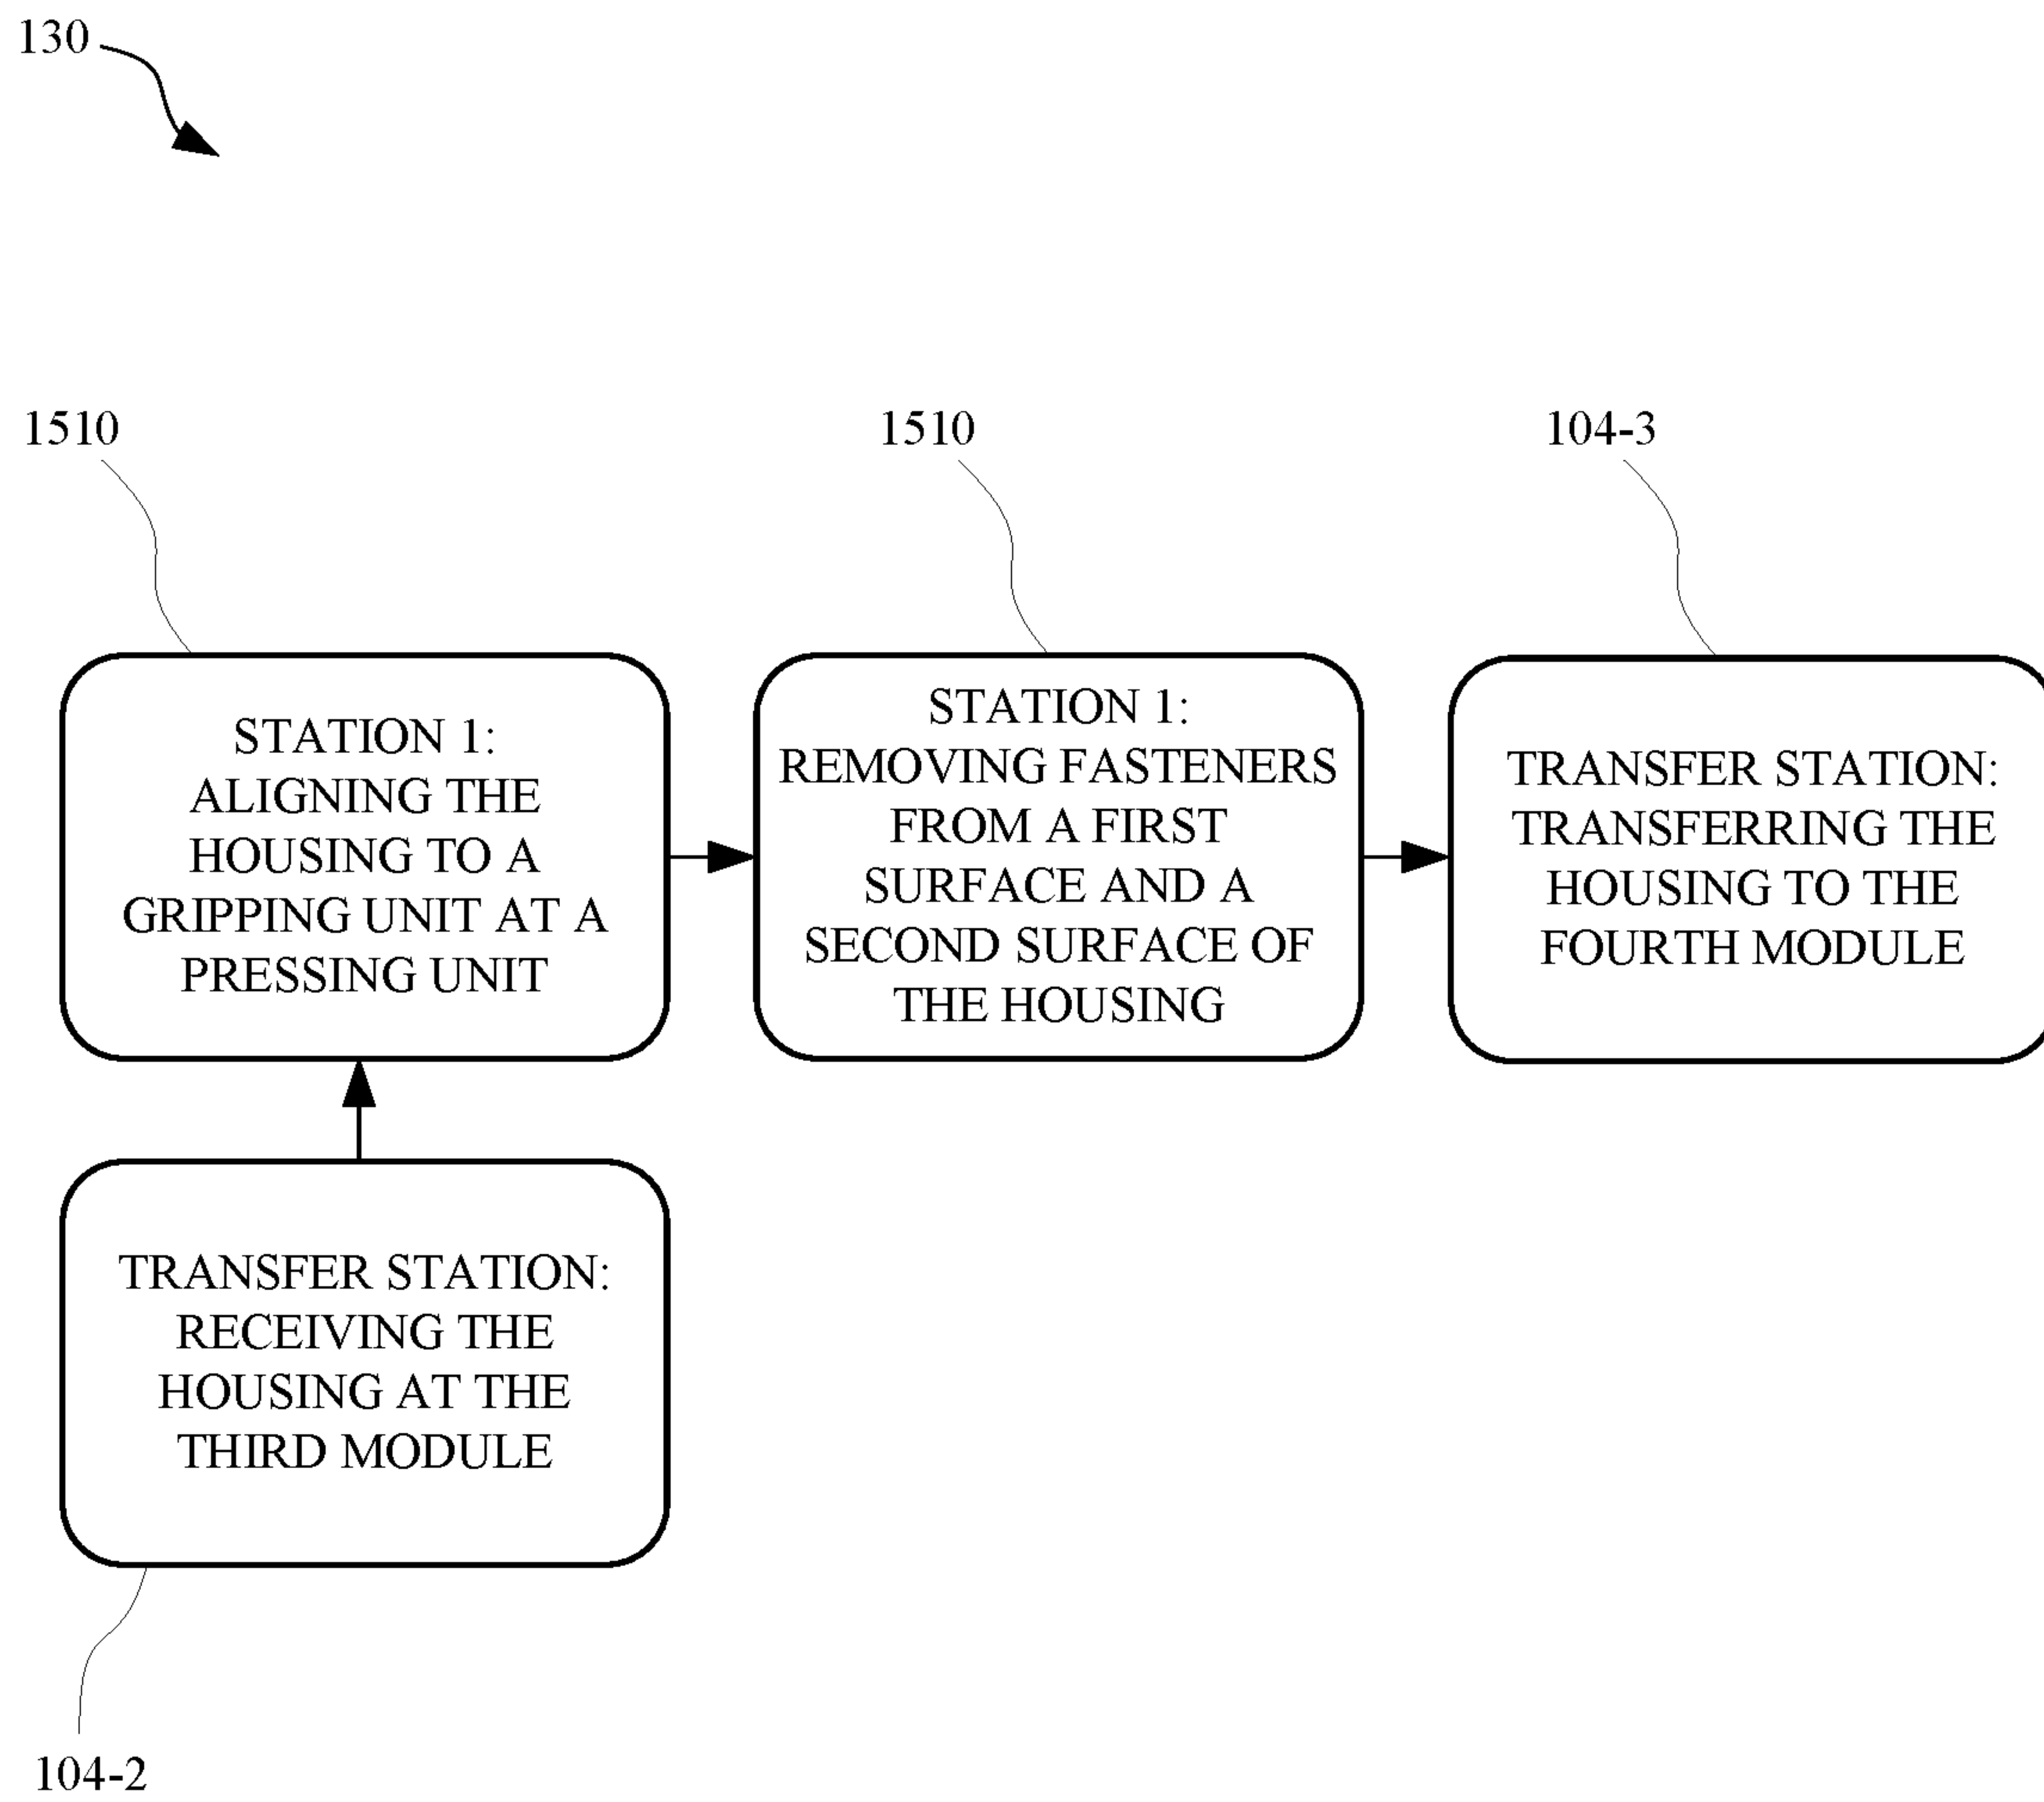 130
1510
1510
104-3
STATION 1:
ALIGNING THE
HOUSING TO A
GRIPPING UNIT AT A
PRESSING UNIT
STATION 1:
REMOVING FASTENERS
FROM A FIRST
SURFACE AND A
SECOND SURFACE OF
THE HOUSING
TRANSFER STATION:
TRANSFERRING THE
HOUSING TO THE
FOURTH MODULE
TRANSFER STATION:
RECEIVING THE
HOUSING AT THE
THIRD MODULE
104-2